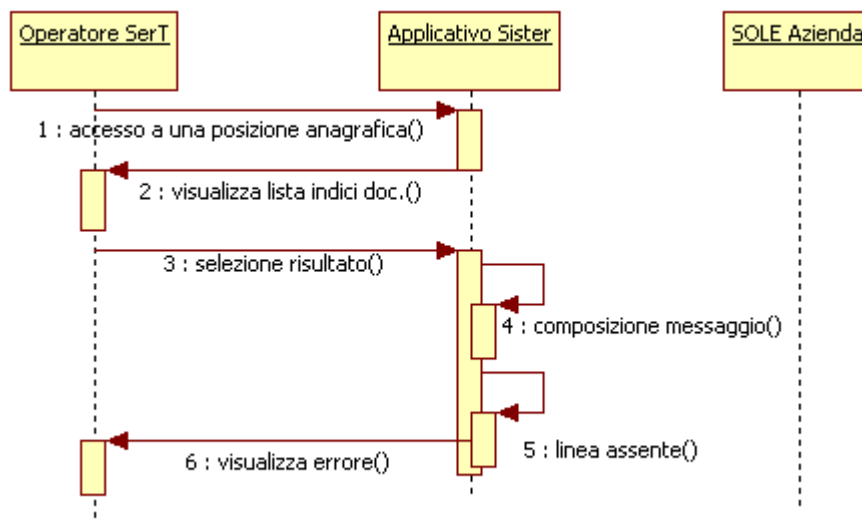 Operatore SerT
Applicativo Sister
SOLE Azienda
1 : accesso a una posizione anagrafica()
2 : visualizza lista indici doc.()
3 : selezione risultato()
4 : composizione messaggio()
5 : linea assente()
6 : visualizza errore()